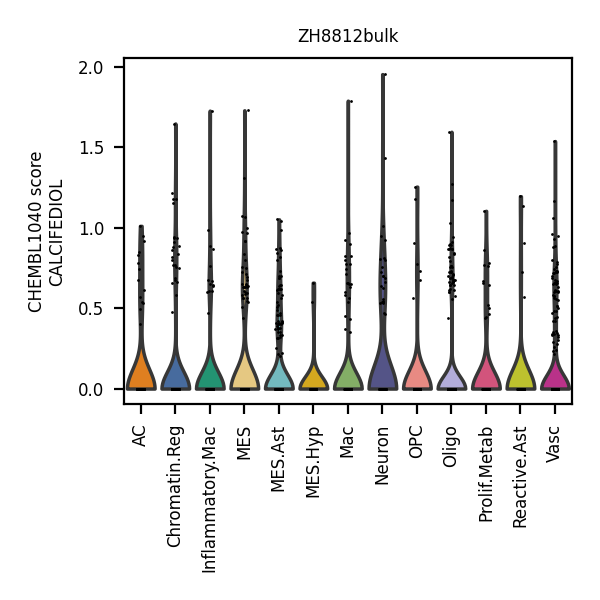 ZH8812bulk
CHEMBL1040 score
CALCIFEDIOL
2.0
1.5
1.0
0.5
0.0
AC
Chromatin.Reg
Inflammatory.Mac
MES
MES.Ast
MES.Hyp
Mac
Neuron
OPC
Oligo
Prolif.Metab
Reactive.Ast
Vasc